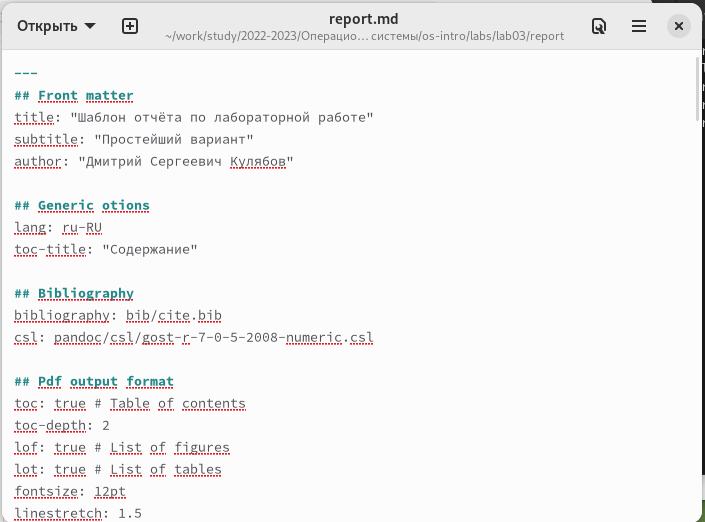 Открыть
report.md
~/work/study/2022-2023/Операцио… системы/os-intro/labs/lab03/report
---
## Front matter
title: "Шаблон отчёта по лабораторной работе"
subtitle: "Простейший вариант"
author: "Дмитрий Сергеевич Кулябов"
## Generic otions
lang: ru-RU
toc-title: "Содержание"
## Bibliography
bibliography: bib/cite.bib
csl: pandoc/csl/gost-r-7-0-5-2008-numeric.csl
## Pdf output format
toc: true # Table of contents
toc-depth: 2
lof: true # List of figures
lot: true # List of tables
fontsize: 12pt
linestretch: 1.5